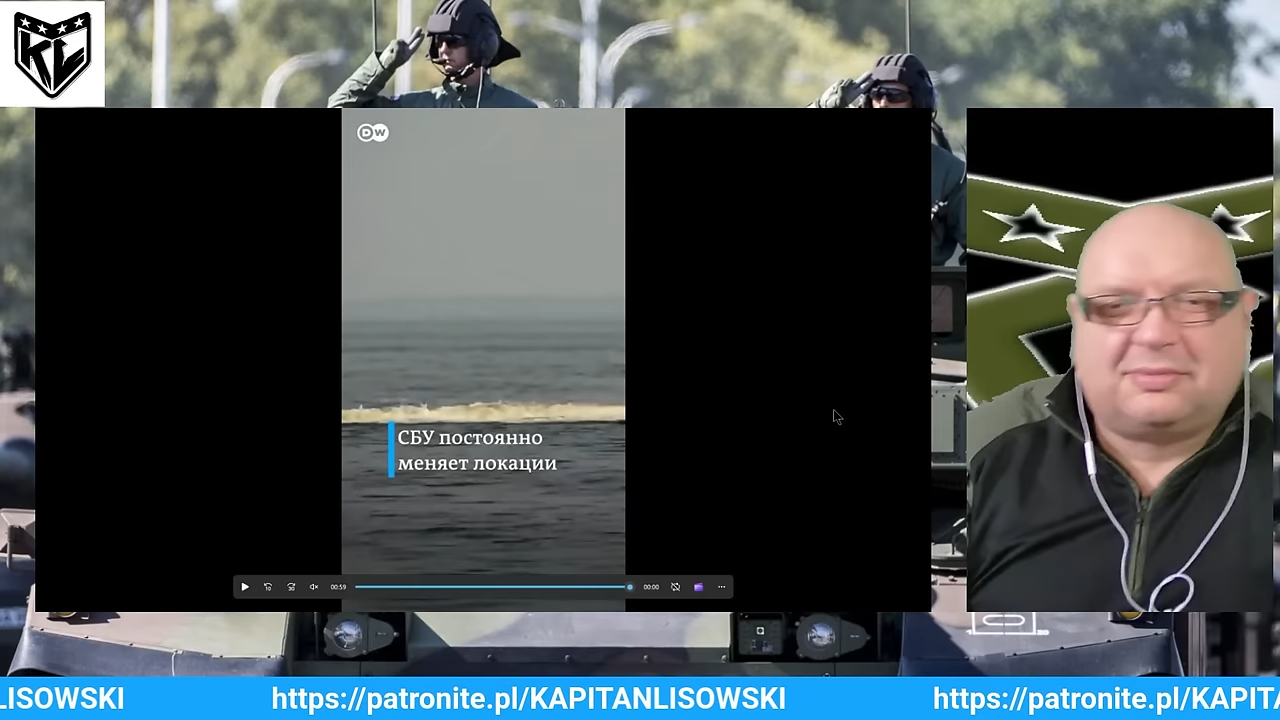 KL
DW
СБУ постоянно
меняет локации
00:59
00:00
LISOWSKI
https://patronite.pl/KAPITANLISOWSKI
https://patronite.pl/KAPITA